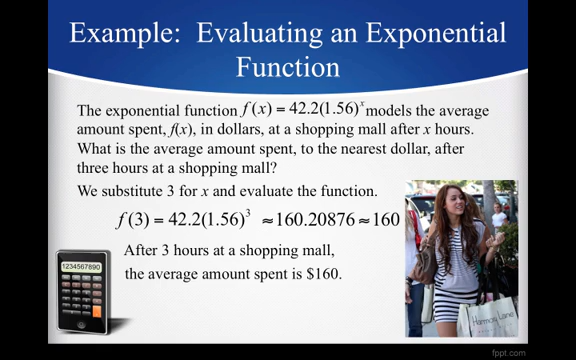 Example: Evaluating an Exponential
Function
The exponential function f(x) = 42.2(1.56)^x models the average
amount spent, f(x), in dollars, at a shopping mall after x hours.
What is the average amount spent, to the nearest dollar, after
three hours at a shopping mall?
We substitute 3 for x and evaluate the function.
f(3) = 42.2(1.56)^3 ≈160.20876≈160
After 3 hours at a shopping mall,
the average amount spent is $160.
1234567890
Lane
fppt.com